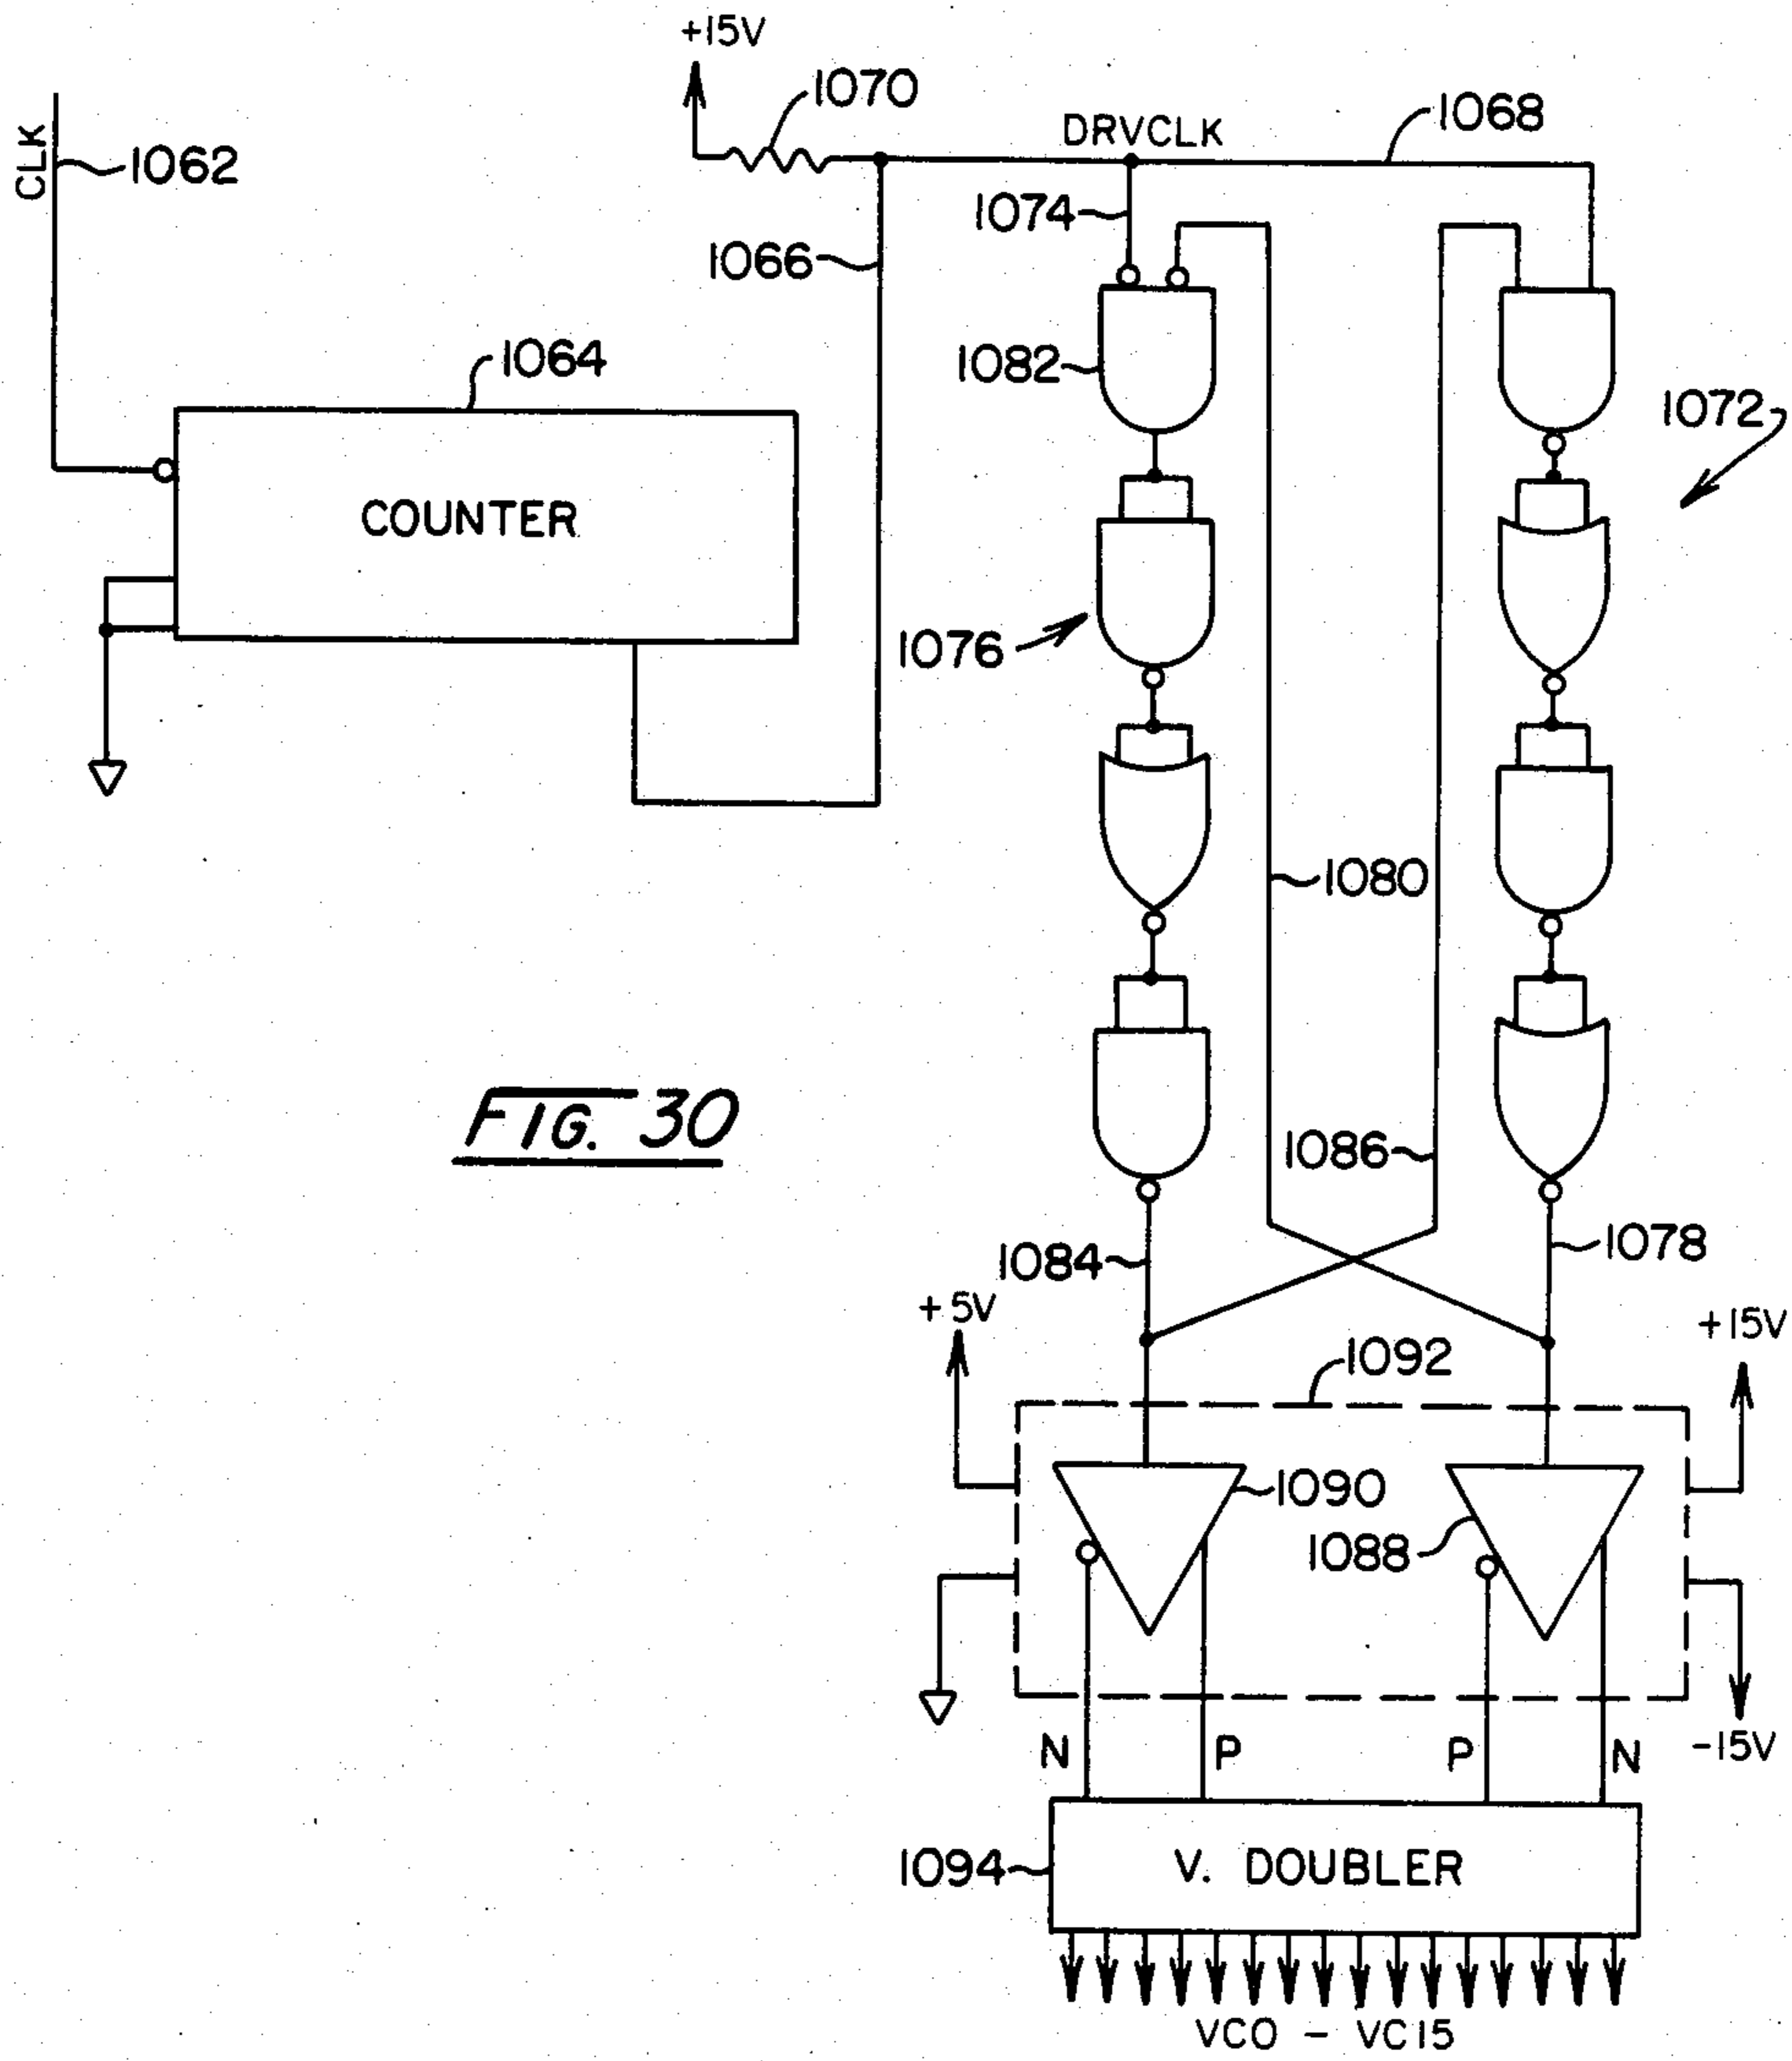 +15V
1070
DRVCLK
1068
CLK
1062
1074
1066
1082
1064
1072
COUNTER
1076
1080
FIG. 30
1086
1084
1078
+5V
+15V
1092
1090
1088
N
P
P
N
-15V
1094
V. DOUBLER
VC0 - VC15